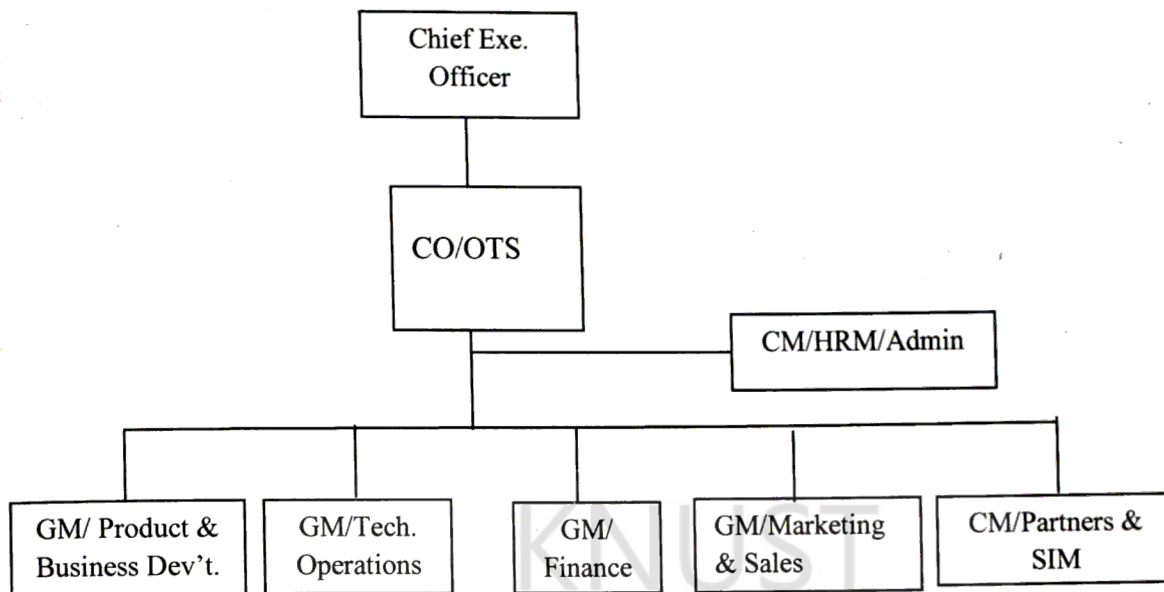 Chief Exe.
Officer
CO/OTS
CM/HRM/Admin
GM/ Product &
Business Dev't.
GM/Tech.
Operations
GM/
Finance
GM/Marketing
& Sales
CM/Partners &
SIM
KNUST